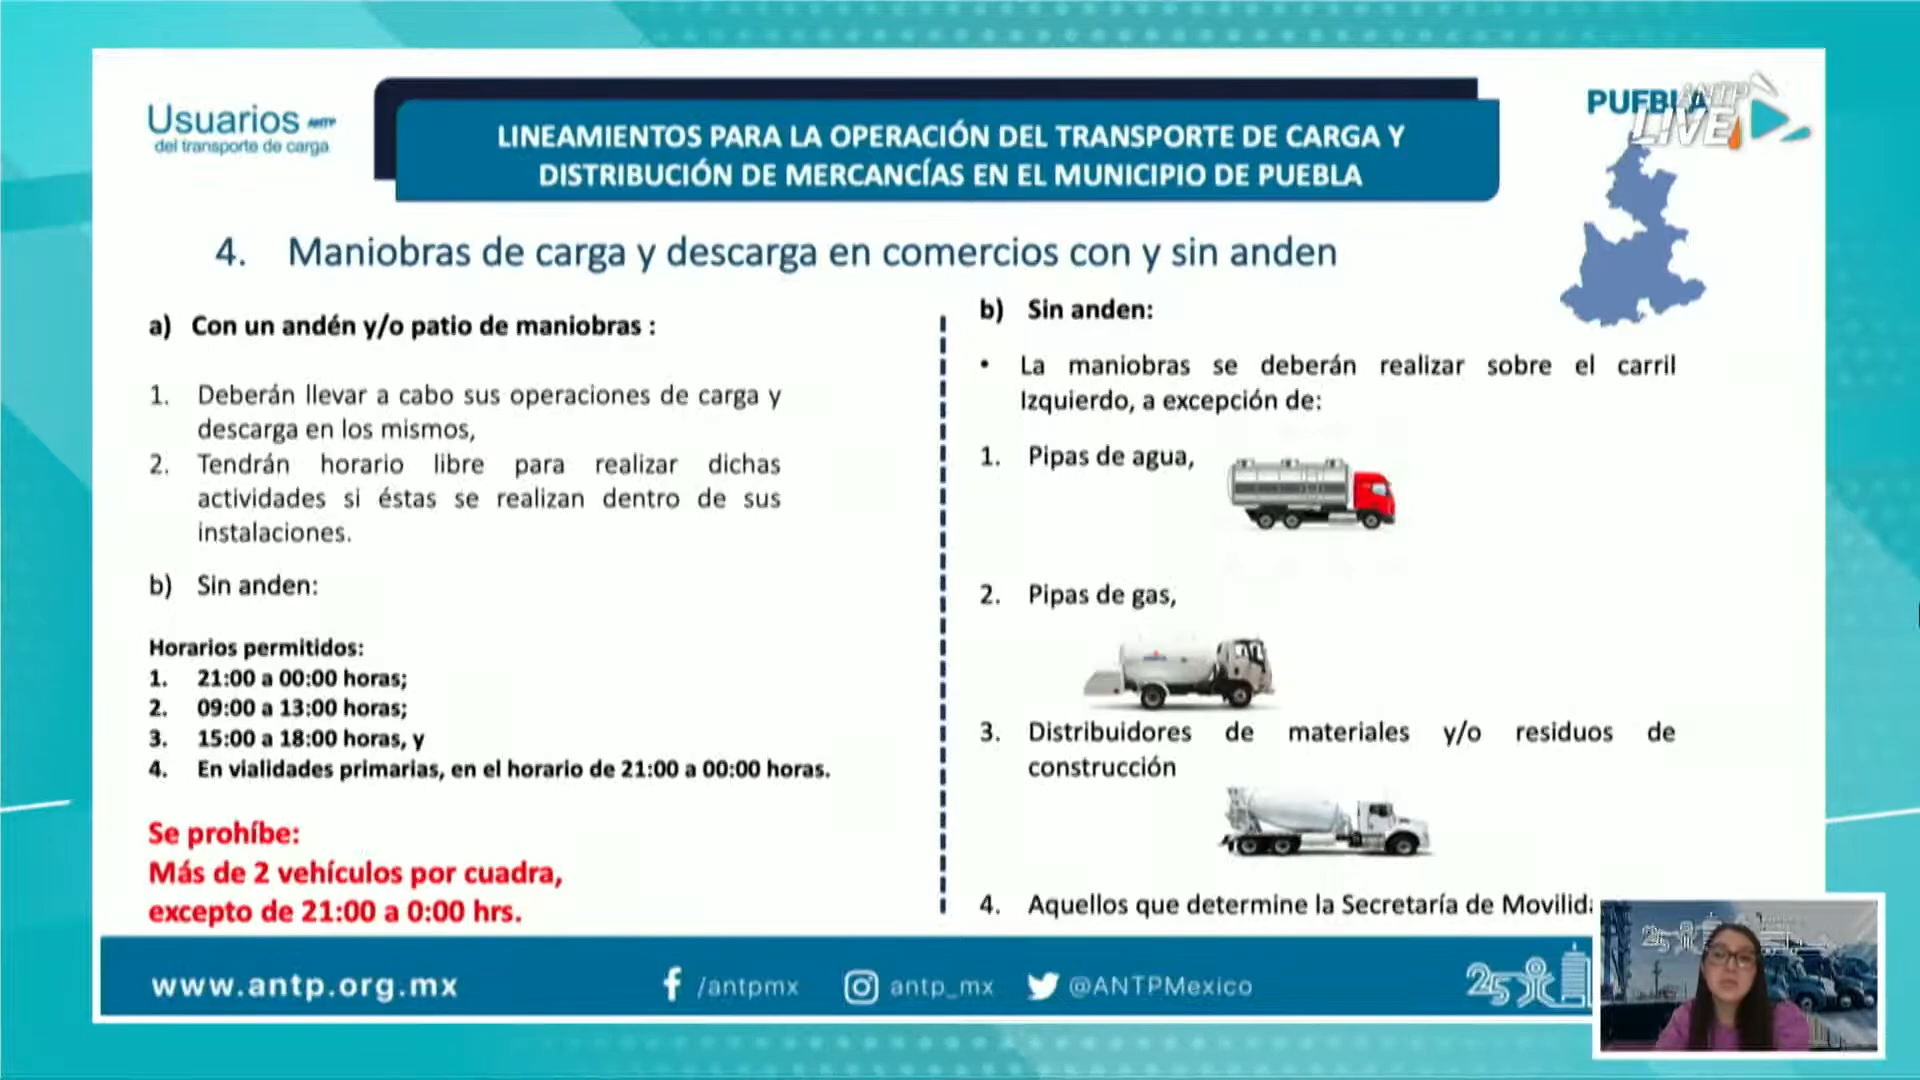 Usuarios ANTP
del transporte de carga
LINEAMIENTOS PARA LA OPERACIÓN DEL TRANSPORTE DE CARGA Y
DISTRIBUCIÓN DE MERCANCÍAS EN EL MUNICIPIO DE PUEBLA
PUEBLA
ANTP
LIVE
4. Maniobras de carga y descarga en comercios con y sin anden
a) Con un andén y/o patio de maniobras :
1. Deberán llevar a cabo sus operaciones de carga y
descarga en los mismos,
2. Tendrán horario libre para realizar dichas
actividades si éstas se realizan dentro de sus
instalaciones.
b) Sin anden:
Horarios permitidos:
1. 21:00 a 00:00 horas;
2. 09:00 a 13:00 horas;
3. 15:00 a 18:00 horas, y
4. En vialidades primarias, en el horario de 21:00 a 00:00 horas.
Se prohíbe:
Más de 2 vehículos por cuadra,
excepto de 21:00 a 0:00 hrs.
b) Sin anden:
• La maniobras se deberán realizar sobre el carril
Izquierdo, a excepción de:
1. Pipas de agua,
2. Pipas de gas,
3. Distribuidores de materiales y/o residuos de
construcción
4. Aquellos que determine la Secretaría de Movilid
www.antp.org.mx
/antpmx
antp_mx
@ANTPMexico
25
25